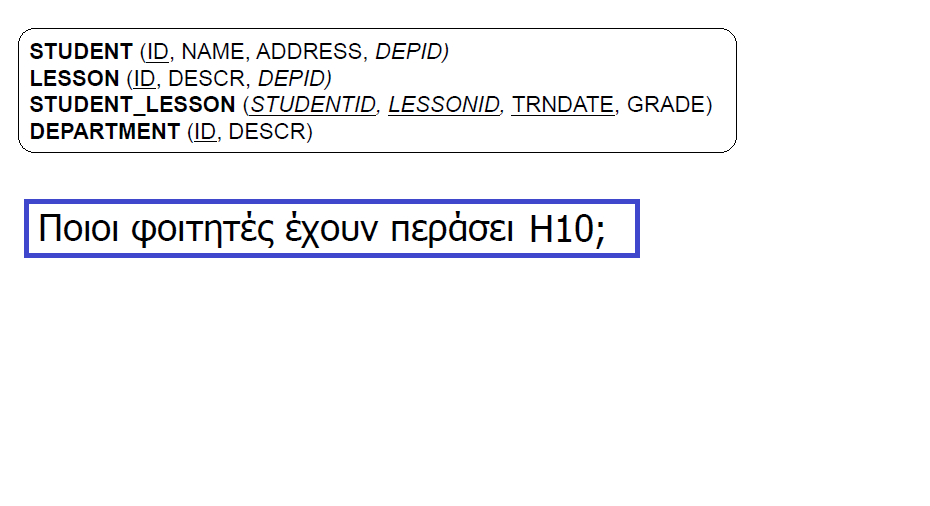 STUDENT (ID, NAME, ADDRESS, DEPID)
LESSON (ID, DESCR, DEPID)
STUDENT_LESSON (STUDENTID, LESSONID, TRNDATE, GRADE)
DEPARTMENT (ID, DESCR)
Ποιοι φοιτητές έχουν περάσει Η10;